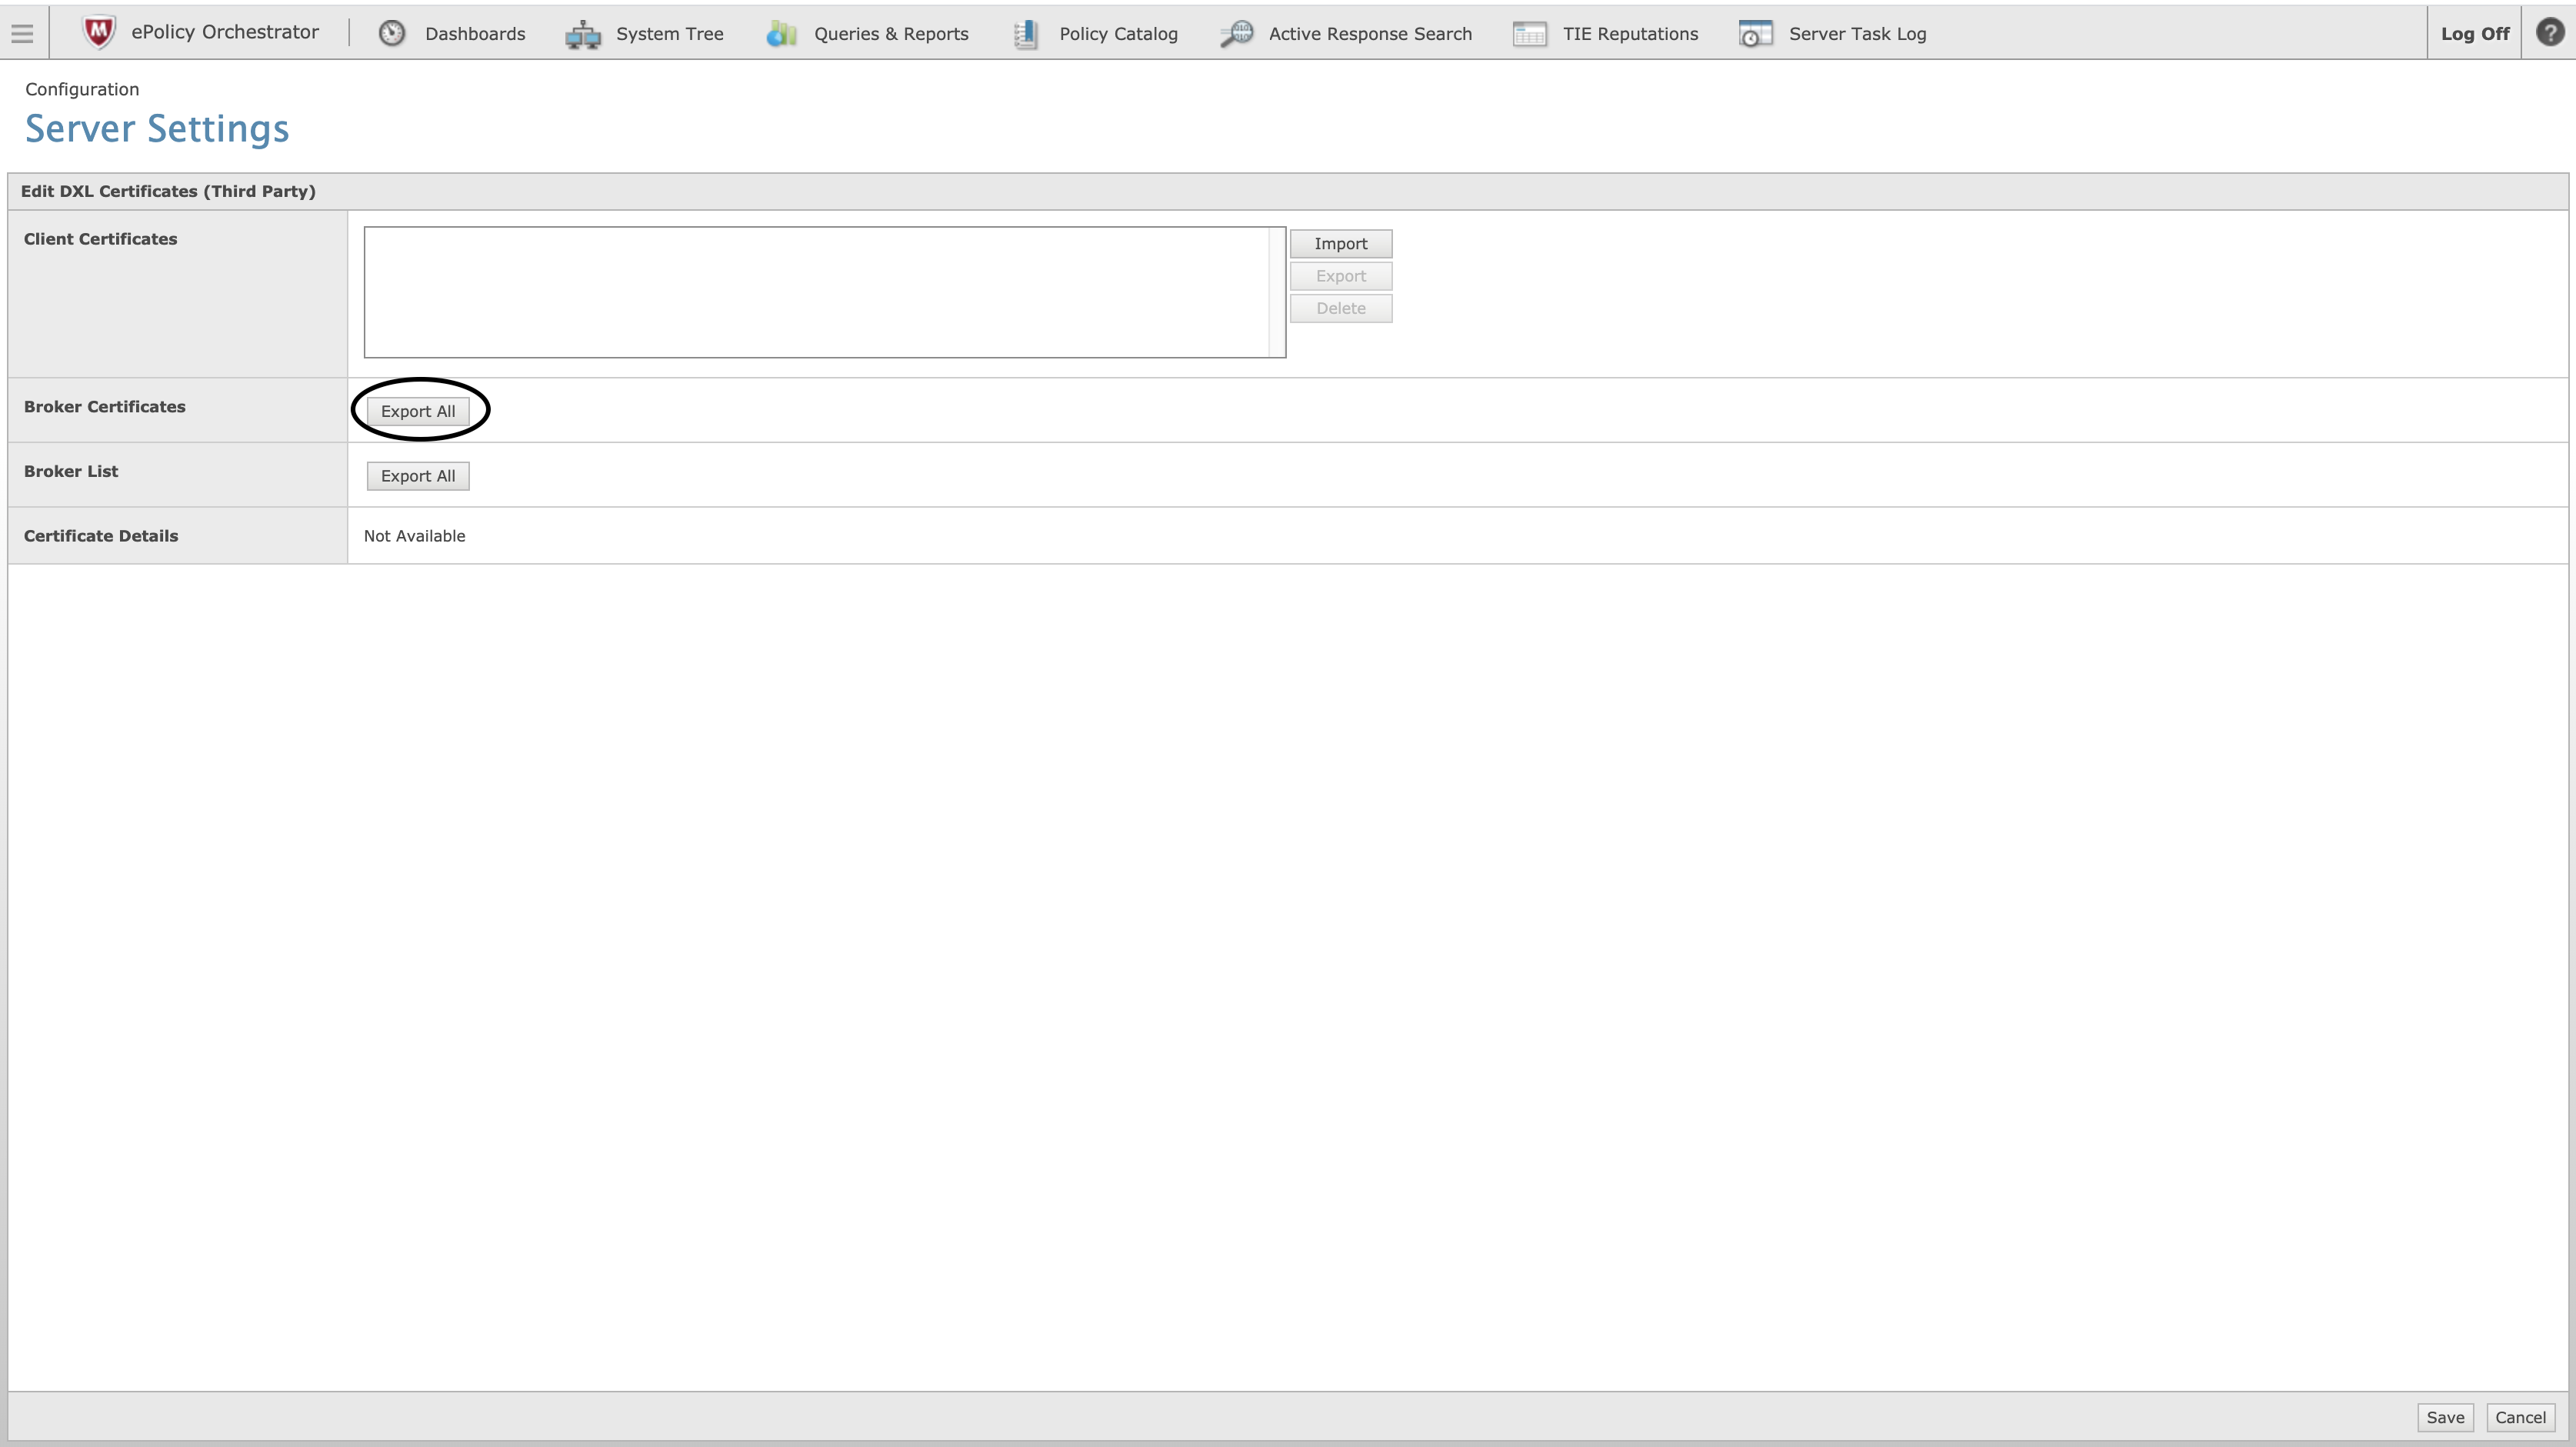 ePolicy Orchestrator Dashboards System Tree Queries & Reports Policy Catalog Active Response Search TIE Reputations Server Task Log Log Off ?
Configuration
Server Settings
Edit DXL Certificates (Third Party)
Client Certificates
Import
Export
Delete
Broker Certificates Export All
Broker List Export All
Certificate Details Not Available
Save Cancel